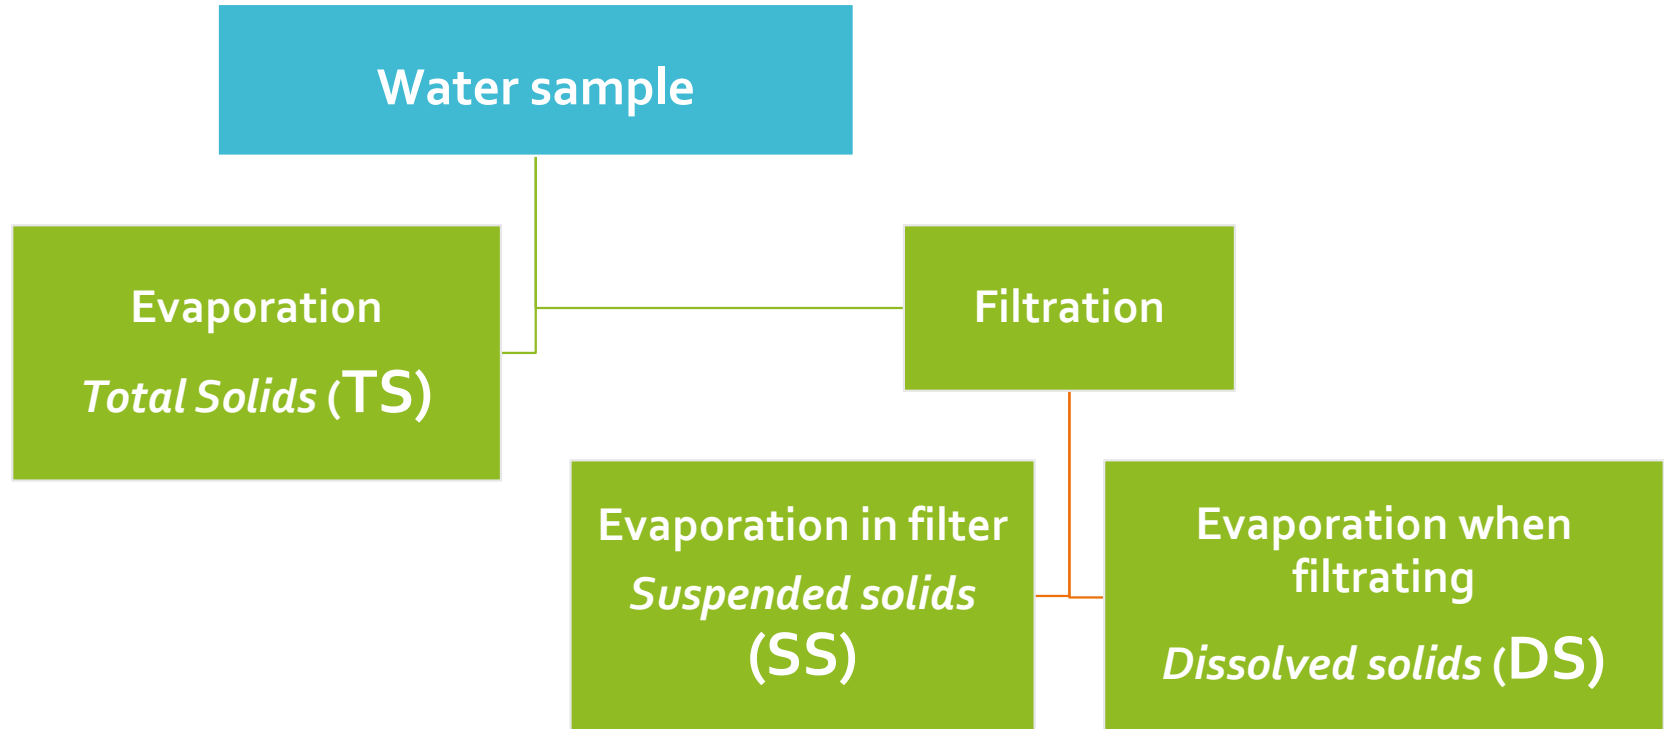 Water sample
Evaporation
Total Solids (TS)
Filtration
Evaporation in filter
Suspended solids
(SS)
Evaporation when
filtrating
Dissolved solids (DS)